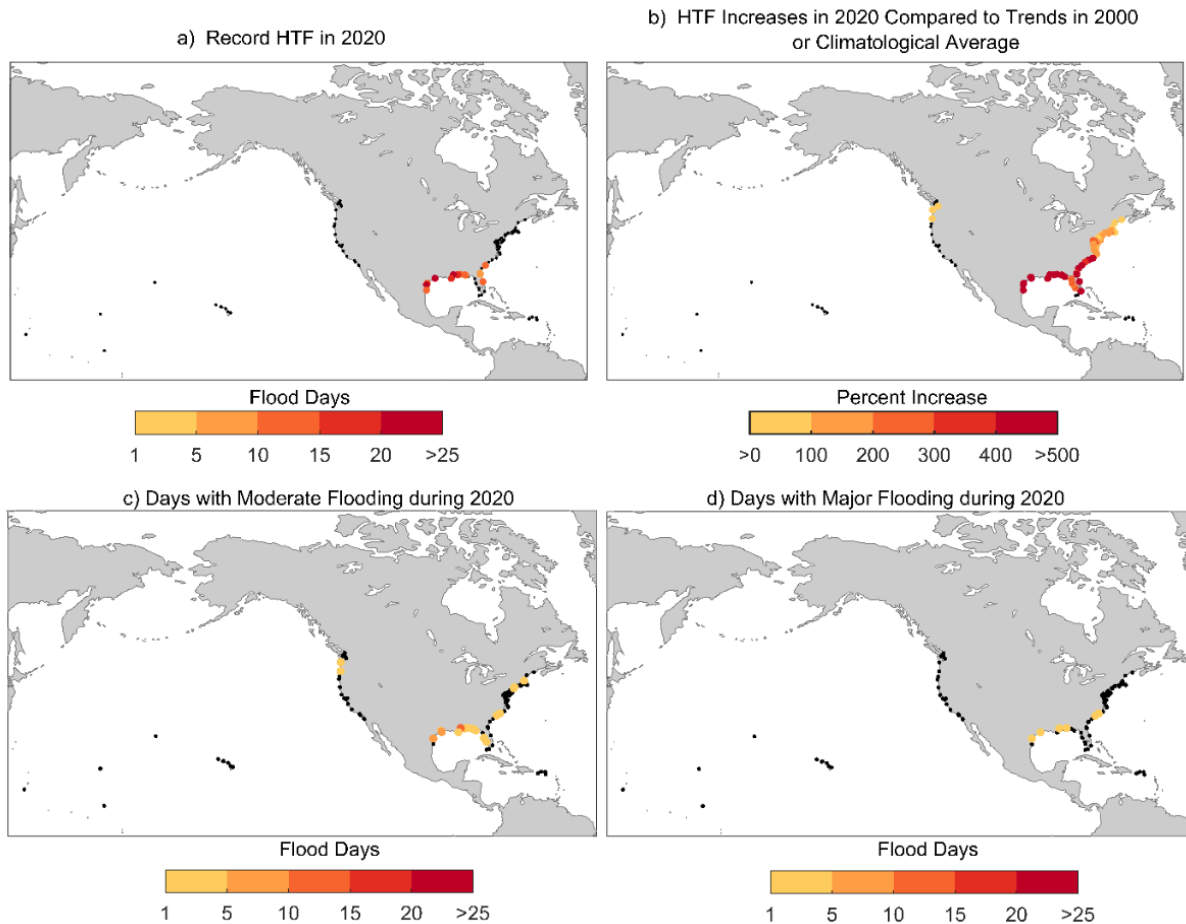 a) Record HTF in 2020
b) HTF Increases in 2020 Compared to Trends in 2000
or Climatological Average
Flood Days
1 5 10 15 20 >25
Percent Increase
>0 100 200 300 400 >500
c) Days with Moderate Flooding during 2020
d) Days with Major Flooding during 2020
Flood Days
1 5 10 15 20 >25
Flood Days
1 5 10 15 20 >25